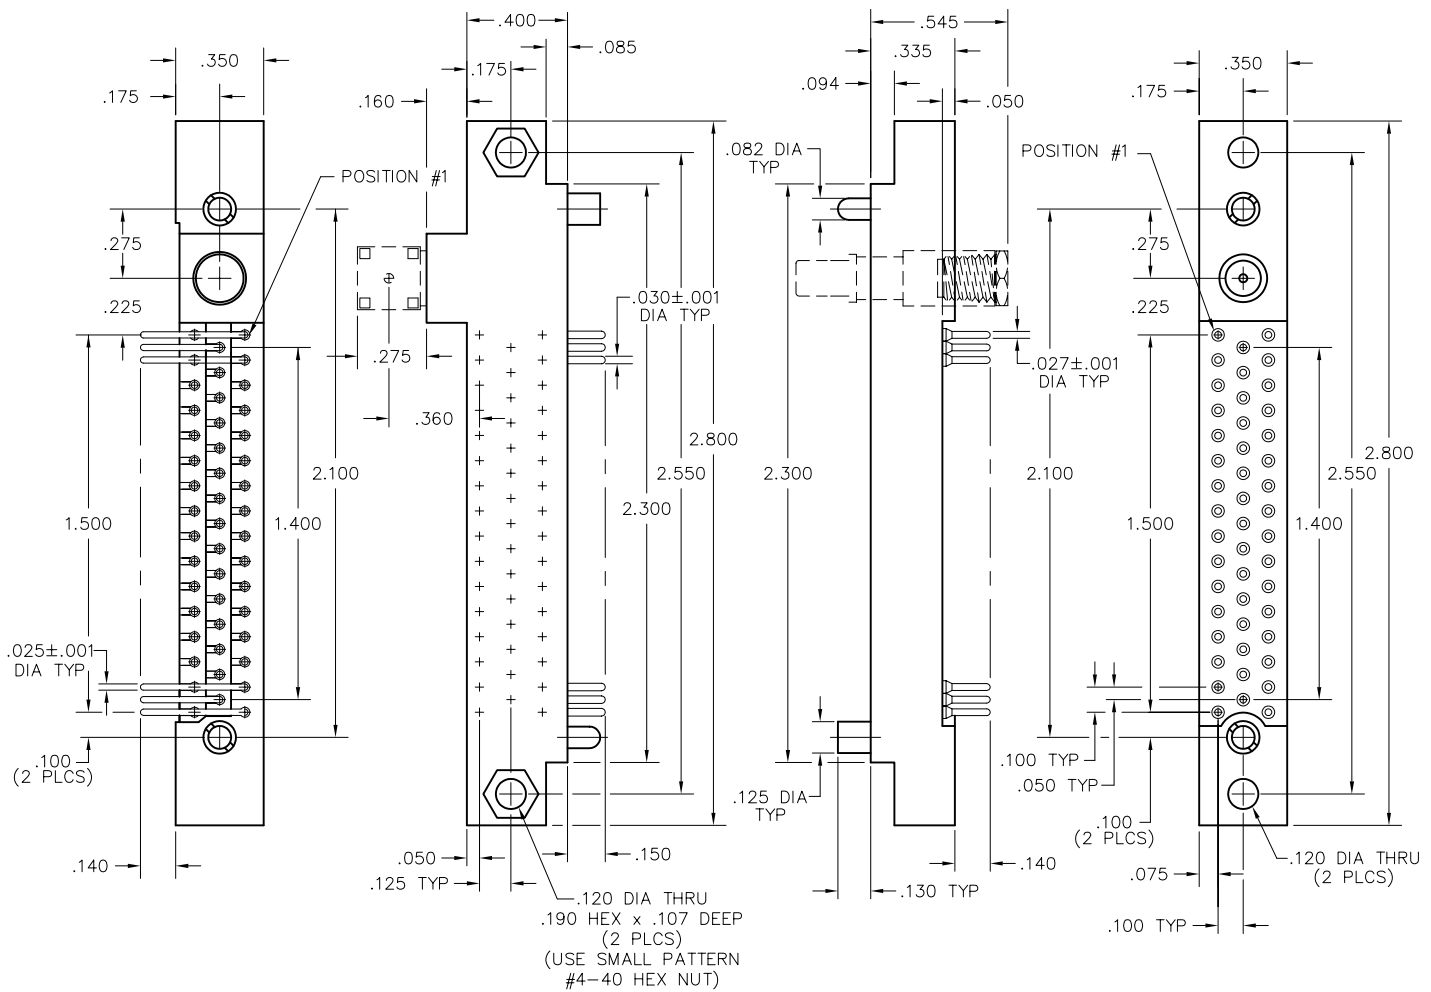 .350
.175
POSITION #1
.275
.225
2.100
1.500
1.400
.025±.001
DIA TYP
.100
(2 PLCS)
.140
.400
.085
.175
.160
.030±.001
DIA TYP
.275
.360
2.800
2.550
2.300
.050
.125 TYP
.150
.120 DIA THRU
.190 HEX x .107 DEEP
(2 PLCS)
(USE SMALL PATTERN
#4-40 HEX NUT)
.545
.335
.094
.050
.082 DIA
TYP
.027±.001
DIA TYP
2.300
.125 DIA
TYP
.130 TYP
.140
.350
.175
POSITION #1
.275
.225
2.100
1.500
1.400
2.550
2.800
.100 TYP
.050 TYP
.100
(2 PLCS)
.075
.100 TYP
.120 DIA THRU
(2 PLCS)